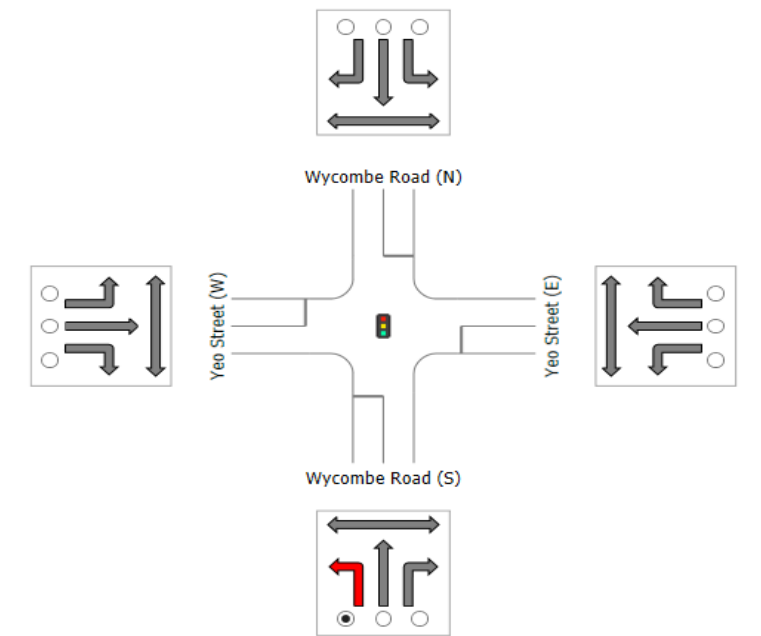 Wycombe Road (N)
Yeo Street (W)
Yeo Street (E)
Wycombe Road (S)